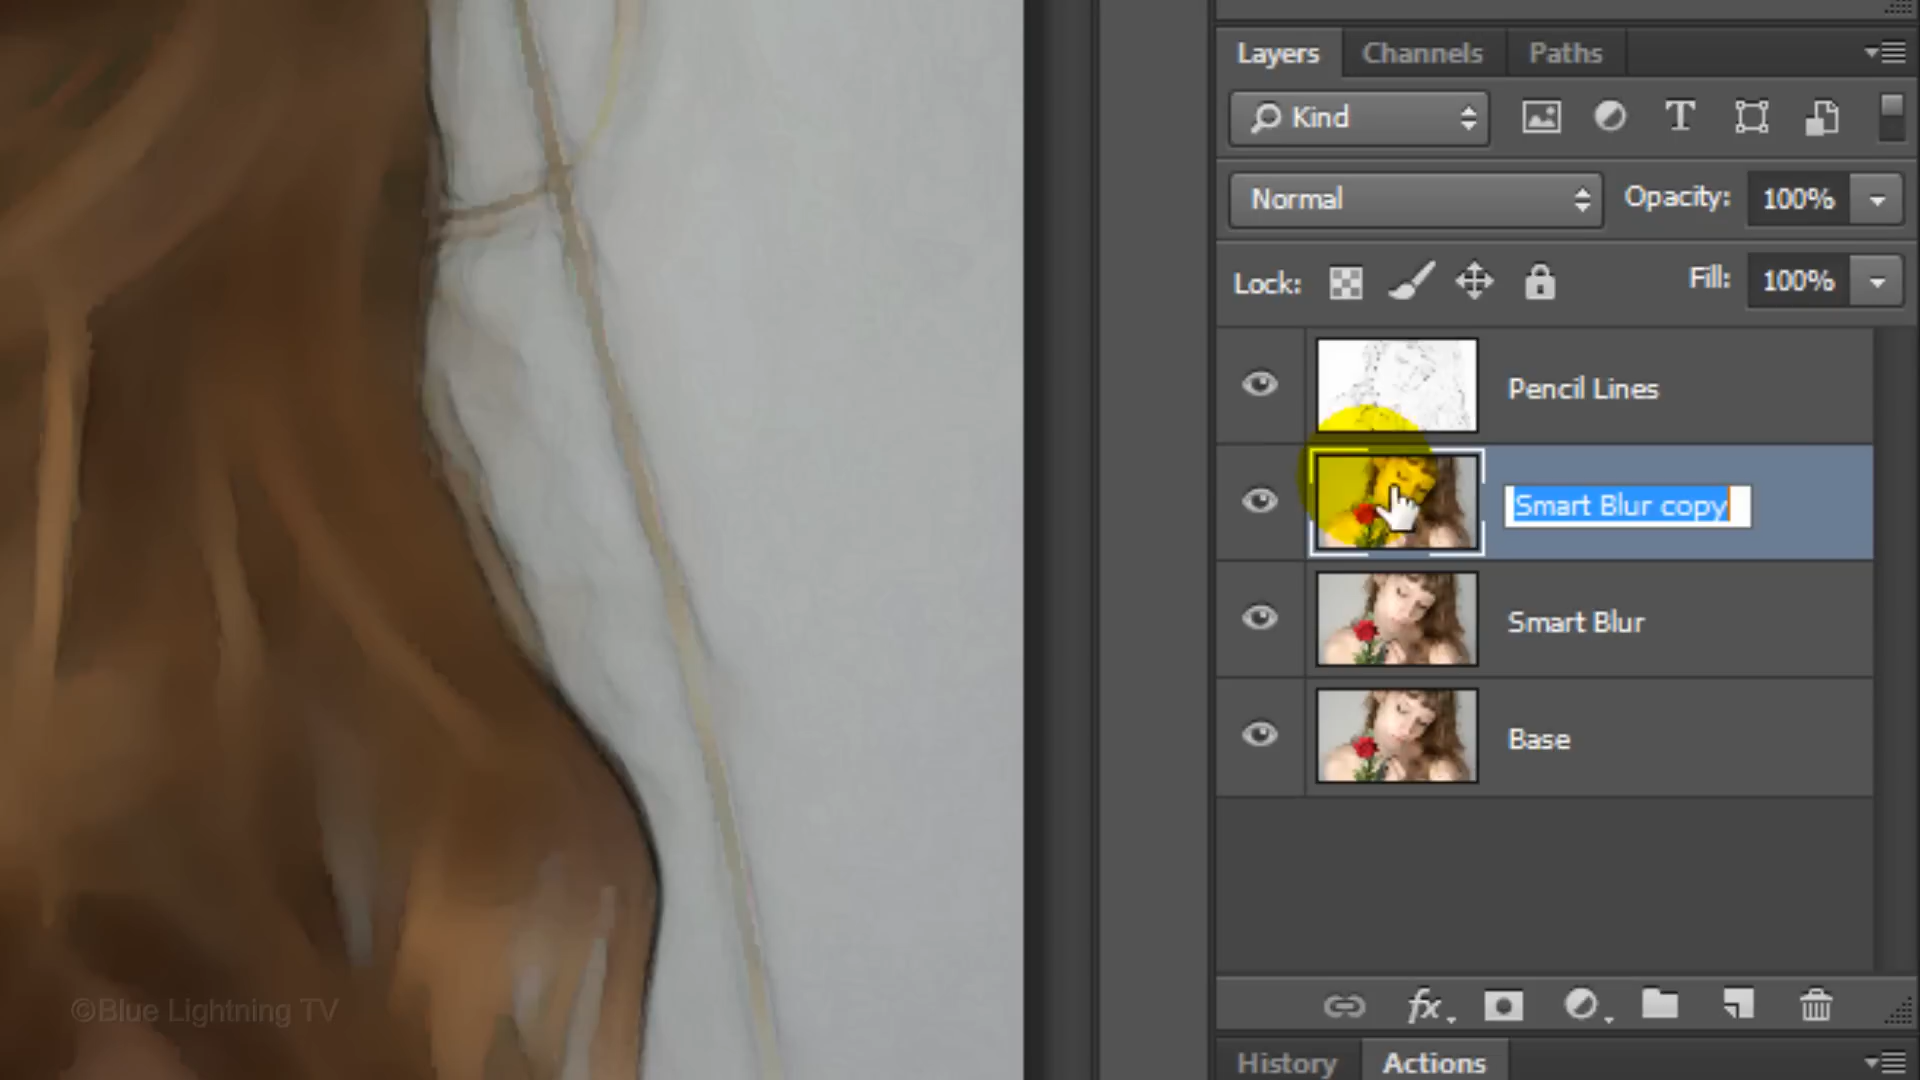 Layers Channels Paths
Kind T
Normal Opacity: 100%
Lock: Fill: 100%
Pencil Lines
Smart Blur copy
Smart Blur
Base
fx
©Blue Lightning TV
History Actions